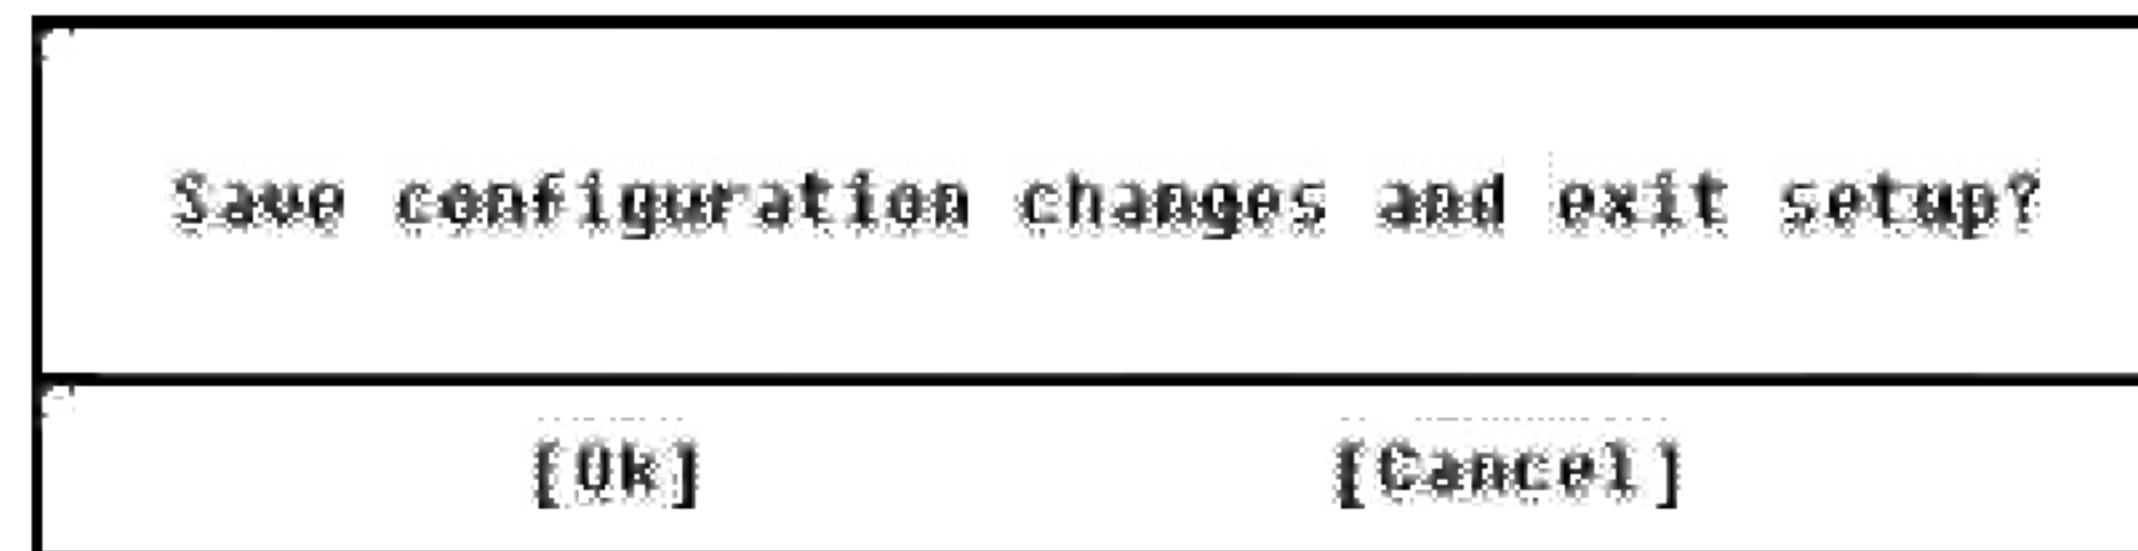 Save configuration changes and exit setup?
[Ok] [Cancel]